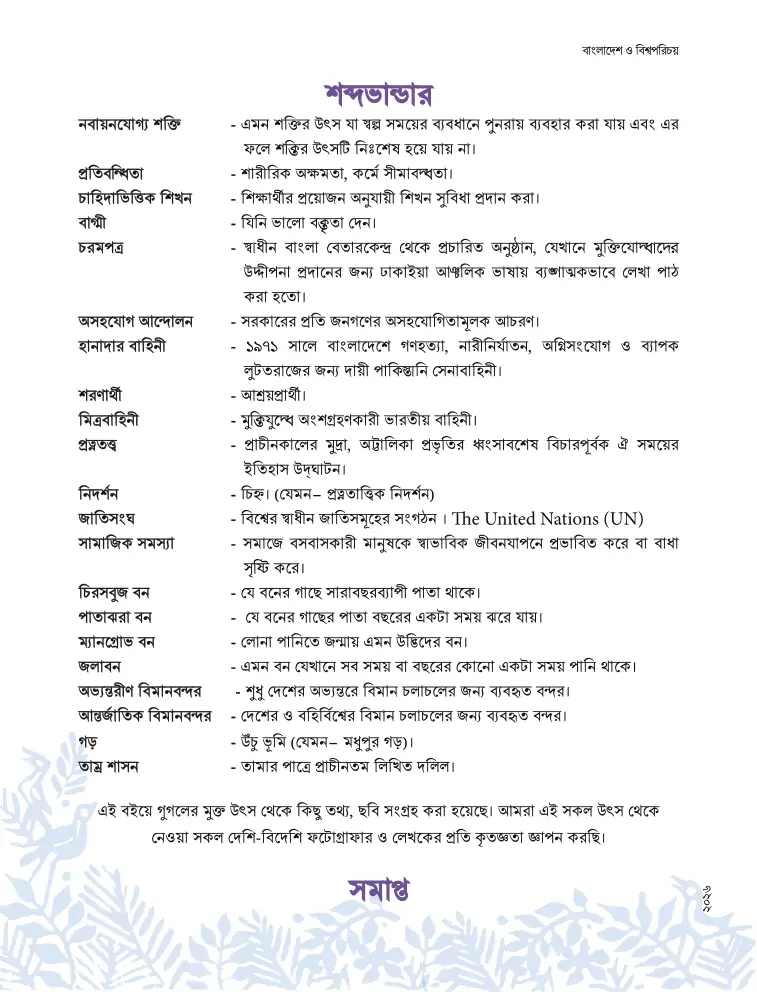 বাংলাদেশ ও বিশ্বপরিচয়
শব্দভান্ডার
নবায়নযোগ্য শক্তি - এমন শক্তির উৎস যা স্বল্প সময়ের ব্যবধানে পুনরায় ব্যবহার করা যায় এবং এর
ফলে শক্তির উৎসটি নিঃশেষ হয়ে যায় না।
প্রতিবন্ধিতা - শারীরিক অক্ষমতা, কর্মে সীমাবদ্ধতা।
চাহিদাভিত্তিক শিখন - শিক্ষার্থীর প্রয়োজন অনুযায়ী শিখন সুবিধা প্রদান করা।
বাগ্মী - যিনি ভালো বক্তৃতা দেন।
চরমপত্র - স্বাধীন বাংলা বেতারকেন্দ্র থেকে প্রচারিত অনুষ্ঠান, যেখানে মুক্তিযোদ্ধাদের
উদ্দীপনা প্রদানের জন্য ঢাকাইয়া আঞ্চলিক ভাষায় ব্যঙ্গাত্মকভাবে লেখা পাঠ
করা হতো।
অসহযোগ আন্দোলন - সরকারের প্রতি জনগণের অসহযোগিতামূলক আচরণ।
হানাদার বাহিনী - ১৯৭১ সালে বাংলাদেশে গণহত্যা, নারীনির্যাতন, অগ্নিসংযোগ ও ব্যাপক
লুটতরাজের জন্য দায়ী পাকিস্তানি সেনাবাহিনী।
শরণার্থী - আশ্রয়প্রার্থী।
মিত্রবাহিনী - মুক্তিযুদ্ধে অংশগ্রহণকারী ভারতীয় বাহিনী।
প্রত্নতত্ত্ব - প্রাচীনকালের মুদ্রা, অট্টালিকা প্রভৃতির ধ্বংসাবশেষ বিচারপূর্বক ঐ সময়ের
ইতিহাস উদ্‌ঘাটন।
নিদর্শন - চিহ্ন। (যেমন– প্রত্নতাত্ত্বিক নিদর্শন)
জাতিসংঘ - বিশ্বের স্বাধীন জাতিসমূহের সংগঠন । The United Nations (UN)
সামাজিক সমস্যা - সমাজে বসবাসকারী মানুষকে স্বাভাবিক জীবনযাপনে প্রভাবিত করে বা বাধা
সৃষ্টি করে।
চিরসবুজ বন - যে বনের গাছে সারাবছরব্যাপী পাতা থাকে।
পাতাঝরা বন - যে বনের গাছের পাতা বছরের একটা সময় ঝরে যায়।
ম্যানগ্রোভ বন - লোনা পানিতে জন্মায় এমন উদ্ভিদের বন।
জলাবন - এমন বন যেখানে সব সময় বা বছরের কোনো একটা সময় পানি থাকে।
অভ্যন্তরীণ বিমানবন্দর - শুধু দেশের অভ্যন্তরে বিমান চলাচলের জন্য ব্যবহৃত বন্দর।
আন্তর্জাতিক বিমানবন্দর - দেশের ও বহির্বিশ্বের বিমান চলাচলের জন্য ব্যবহৃত বন্দর।
গড় - উঁচু ভূমি (যেমন– মধুপুর গড়)।
তাম্র শাসন - তামার পাত্রে প্রাচীনতম লিখিত দলিল।
এই বইয়ে গুগলের মুক্ত উৎস থেকে কিছু তথ্য, ছবি সংগ্রহ করা হয়েছে। আমরা এই সকল উৎস থেকে
নেওয়া সকল দেশি-বিদেশি ফটোগ্রাফার ও লেখকের প্রতি কৃতজ্ঞতা জ্ঞাপন করছি।
সমাপ্ত
২০২৬